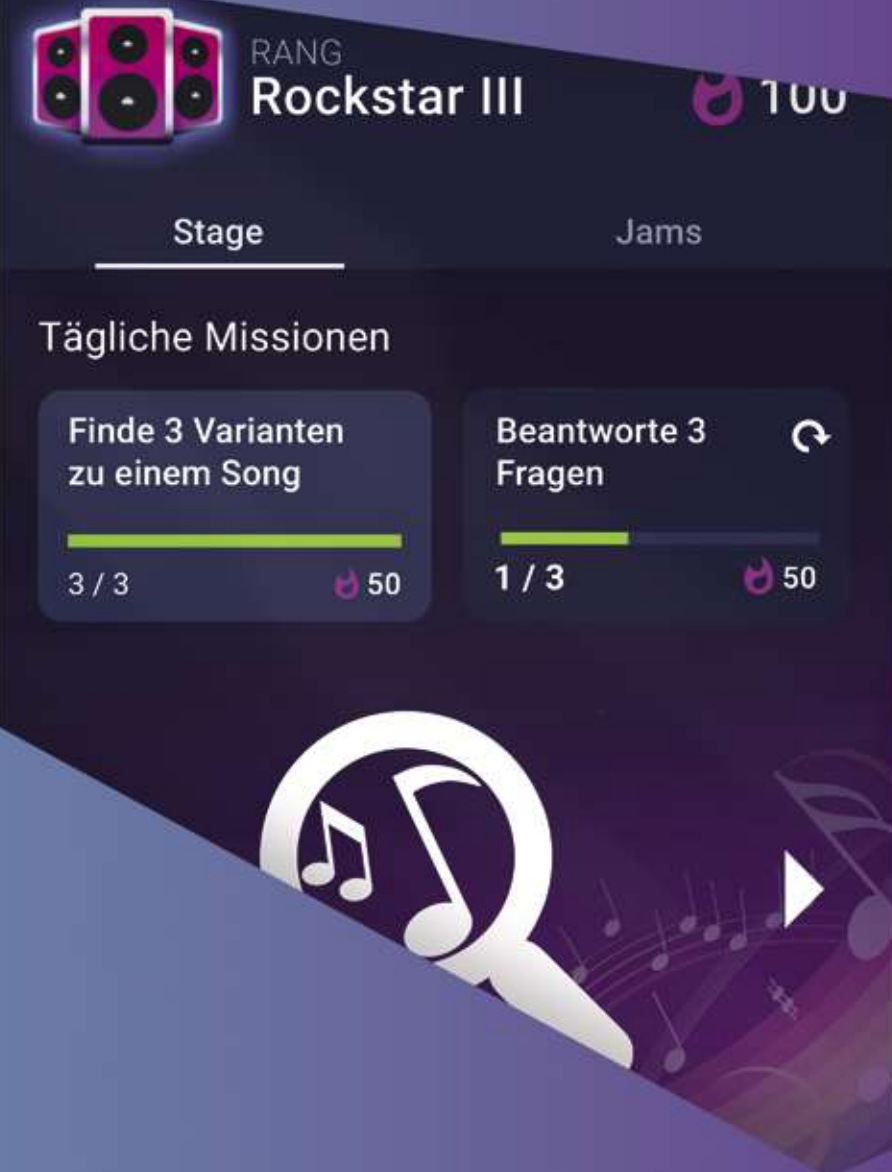 RANG
Rockstar III
100
Stage
Jams
Tägliche Missionen
Finde 3 Varianten
zu einem Song
3 / 3
50
Beantworte 3
Fragen
1 / 3
50